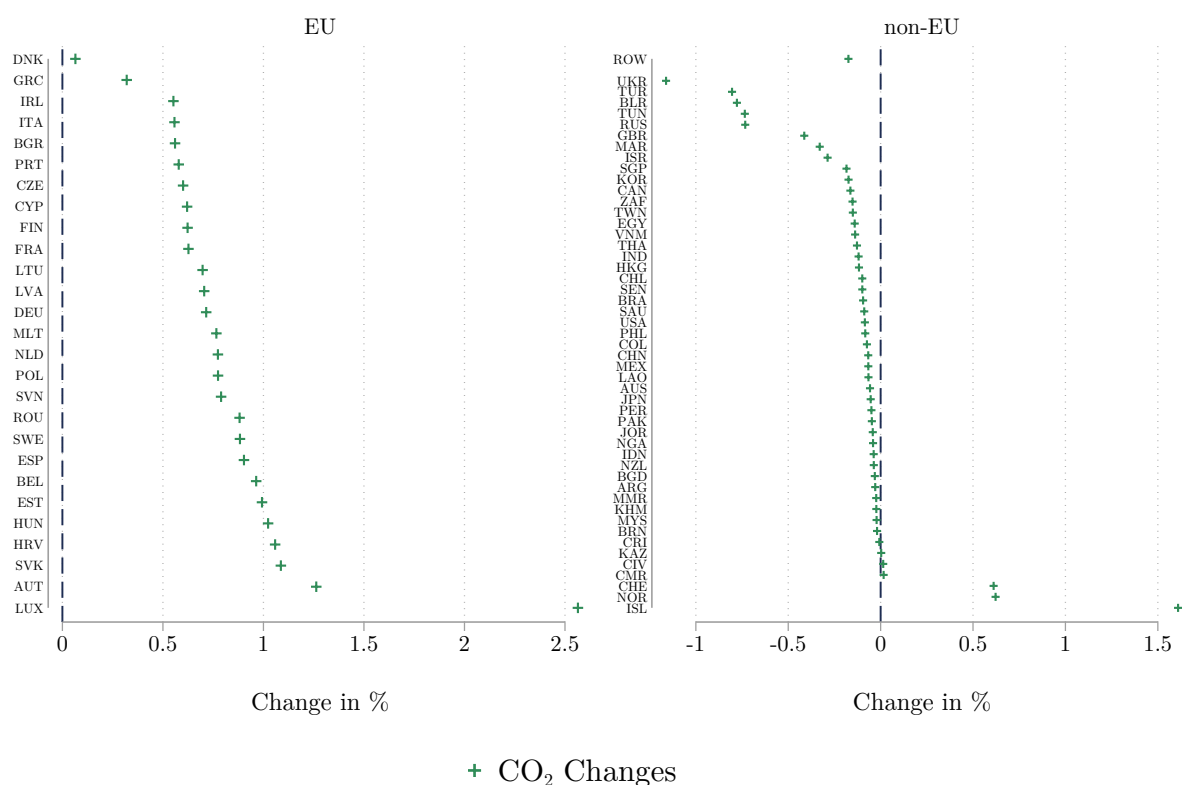 EU
DNK
GRC
IRL
ITA
BGR
PRT
CZE
CYP
FIN
FRA
LTU
LVA
DEU
MLT
NLD
POL
SVN
ROU
SWE
ESP
BEL
EST
HUN
HRV
SVK
AUT
LUX
0 0.5 1 1.5 2 2.5
Change in %
non-EU
ROW
UKR
TUR
BLR
TUN
RUS
GBR
MAR
ISR
SGP
KOR
CAN
ZAF
TWN
EGY
VNM
THA
IND
HKG
CHL
SEN
BRA
SAU
USA
PHL
COL
CHN
MEX
LAO
AUS
JPN
PER
PAK
JOR
NGA
IDN
NZL
BGD
ARG
MMR
KHM
MYS
BRN
CRI
KAZ
CIV
CMR
CHE
NOR
ISL
-1 -0.5 0 0.5 1 1.5
Change in %
CO₂ Changes